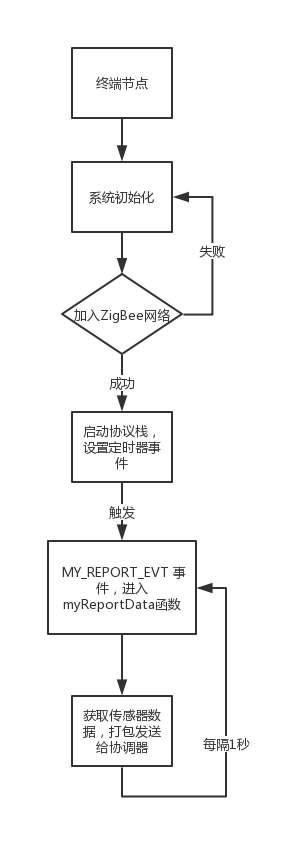 终端节点
系统初始化
失败
加入ZigBee网络
成功
启动协议栈，
设置定时器事
件
触发
MY_REPORT_EVT 事
件，进入
myReportData函数
获取传感器数
据，打包发送
给协调器
每隔1秒